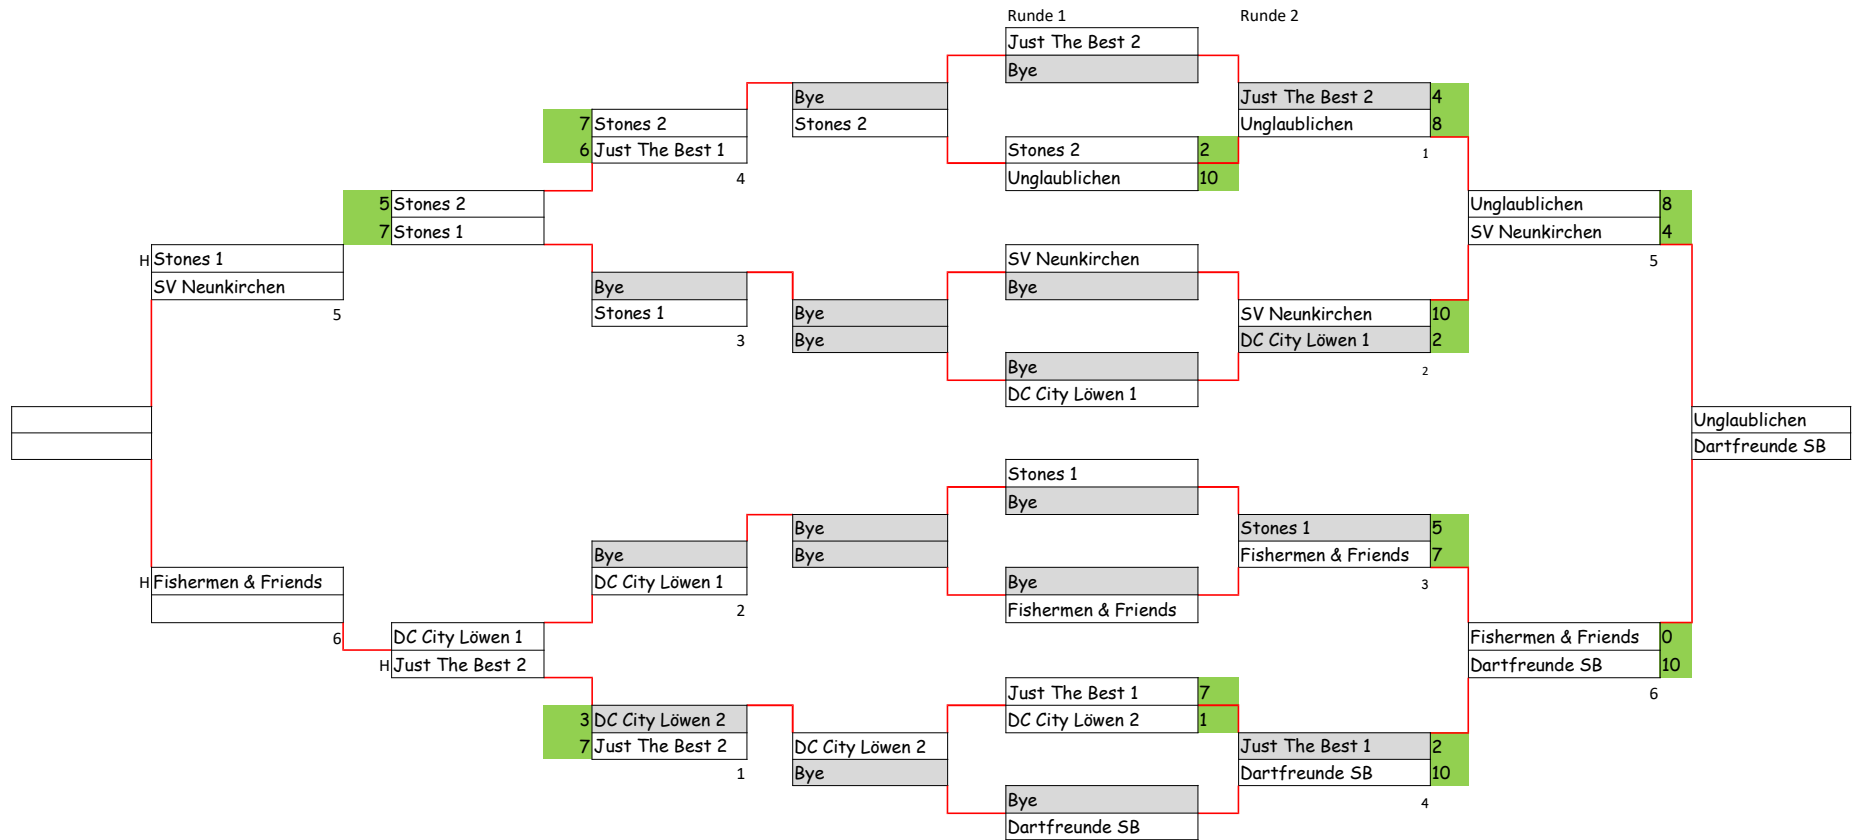 Runde 1 Runde 2
Just The Best 2
Bye
Bye Just The Best 2 4
7 Stones 2 Stones 2 Unglaublichen 8
6 Just The Best 1 Stones 2 2 1
4 Unglaublichen 10
5 Stones 2 Unglaublichen 8
7 Stones 1 SV Neunkirchen 4
H Stones 1 SV Neunkirchen 5
SV Neunkirchen Bye Bye
5 Stones 1 Bye SV Neunkirchen 10
3 Bye DC City Löwen 1 2
Bye 2
DC City Löwen 1
Unglaublichen
Dartfreunde SB
Stones 1
Bye
Bye Stones 1 5
Bye Bye Fishermen & Friends 7
H Fishermen & Friends DC City Löwen 1 Bye 3
2 Fishermen & Friends
6 DC City Löwen 1 Fishermen & Friends 0
H Just The Best 2 Dartfreunde SB 10
Just The Best 1 7 6
3 DC City Löwen 2 DC City Löwen 2 1
7 Just The Best 2 DC City Löwen 2 Just The Best 1 2
1 Bye Dartfreunde SB 10
Bye 4
Dartfreunde SB